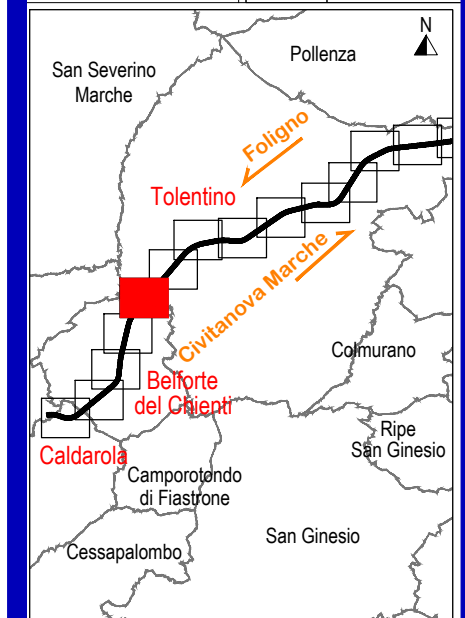 N
Pollenza
San Severino
Marche
Foligno
Tolentino
Civitanova Marche
Colmurano
Belforte
del Chienti
Ripe
San Ginesio
Caldarola
Camporotondo
di Fiastrone
San Ginesio
Cessapalombo